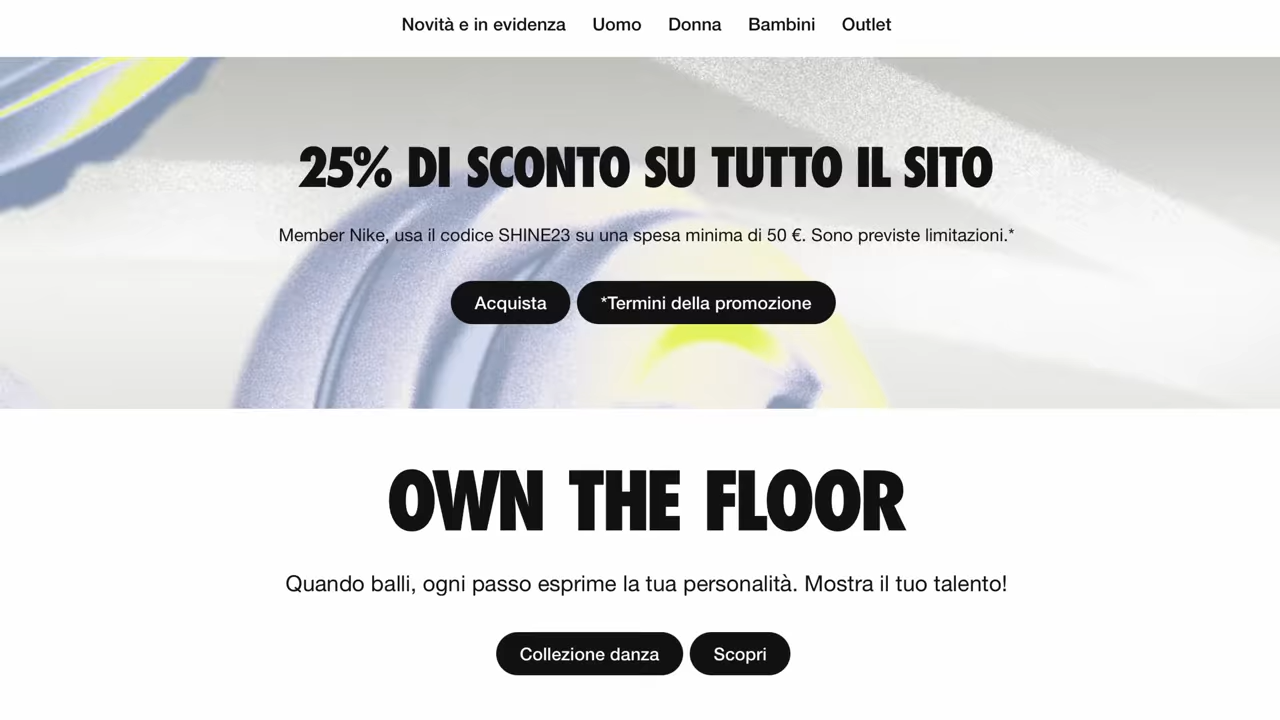 Novità e in evidenza Uomo Donna Bambini Outlet
25% DI SCONTO SU TUTTO IL SITO
Member Nike, usa il codice SHINE23 su una spesa minima di 50 €. Sono previste limitazioni.*
Acquista *Termini della promozione
OWN THE FLOOR
Quando balli, ogni passo esprime la tua personalità. Mostra il tuo talento!
Collezione danza Scopri